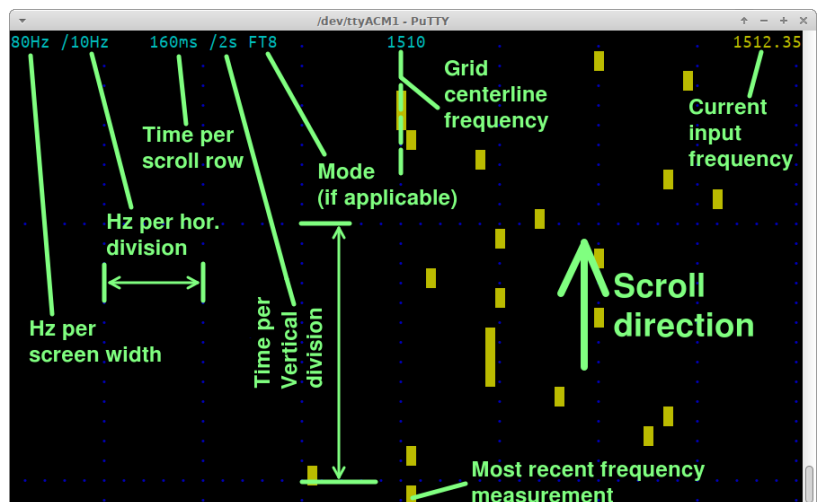 /dev/ttyACM1 - PuTTY
80Hz /10Hz 160ms /2s FT8 1510 1512.35
Grid
centerline
frequency
Current
input
frequency
Time per
scroll row
Mode
(if applicable)
Hz per hor.
division
Scroll
direction
Time per
Vertical
division
Hz per
screen width
Most recent frequency
measurement